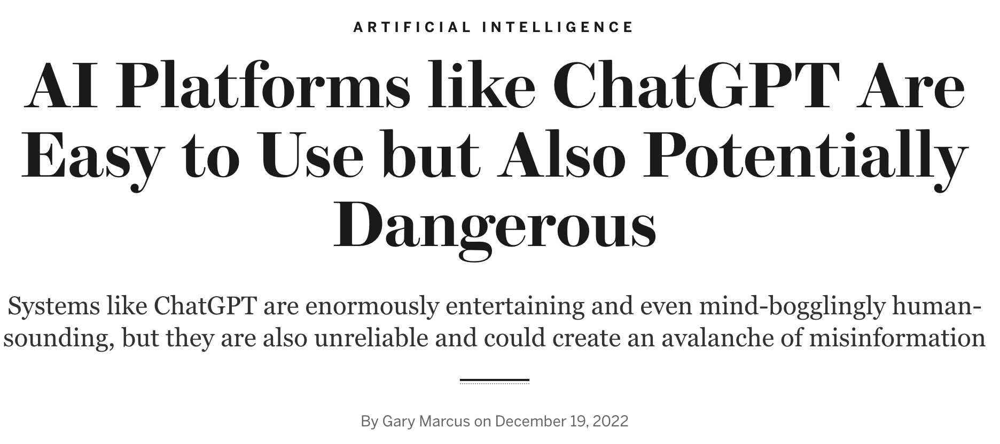 ARTIFICIAL INTELLIGENCE
AI Platforms like ChatGPT Are
Easy to Use but Also Potentially
Dangerous
Systems like ChatGPT are enormously entertaining and even mind-bogglingly human-
sounding, but they are also unreliable and could create an avalanche of misinformation
By Gary Marcus on December 19, 2022